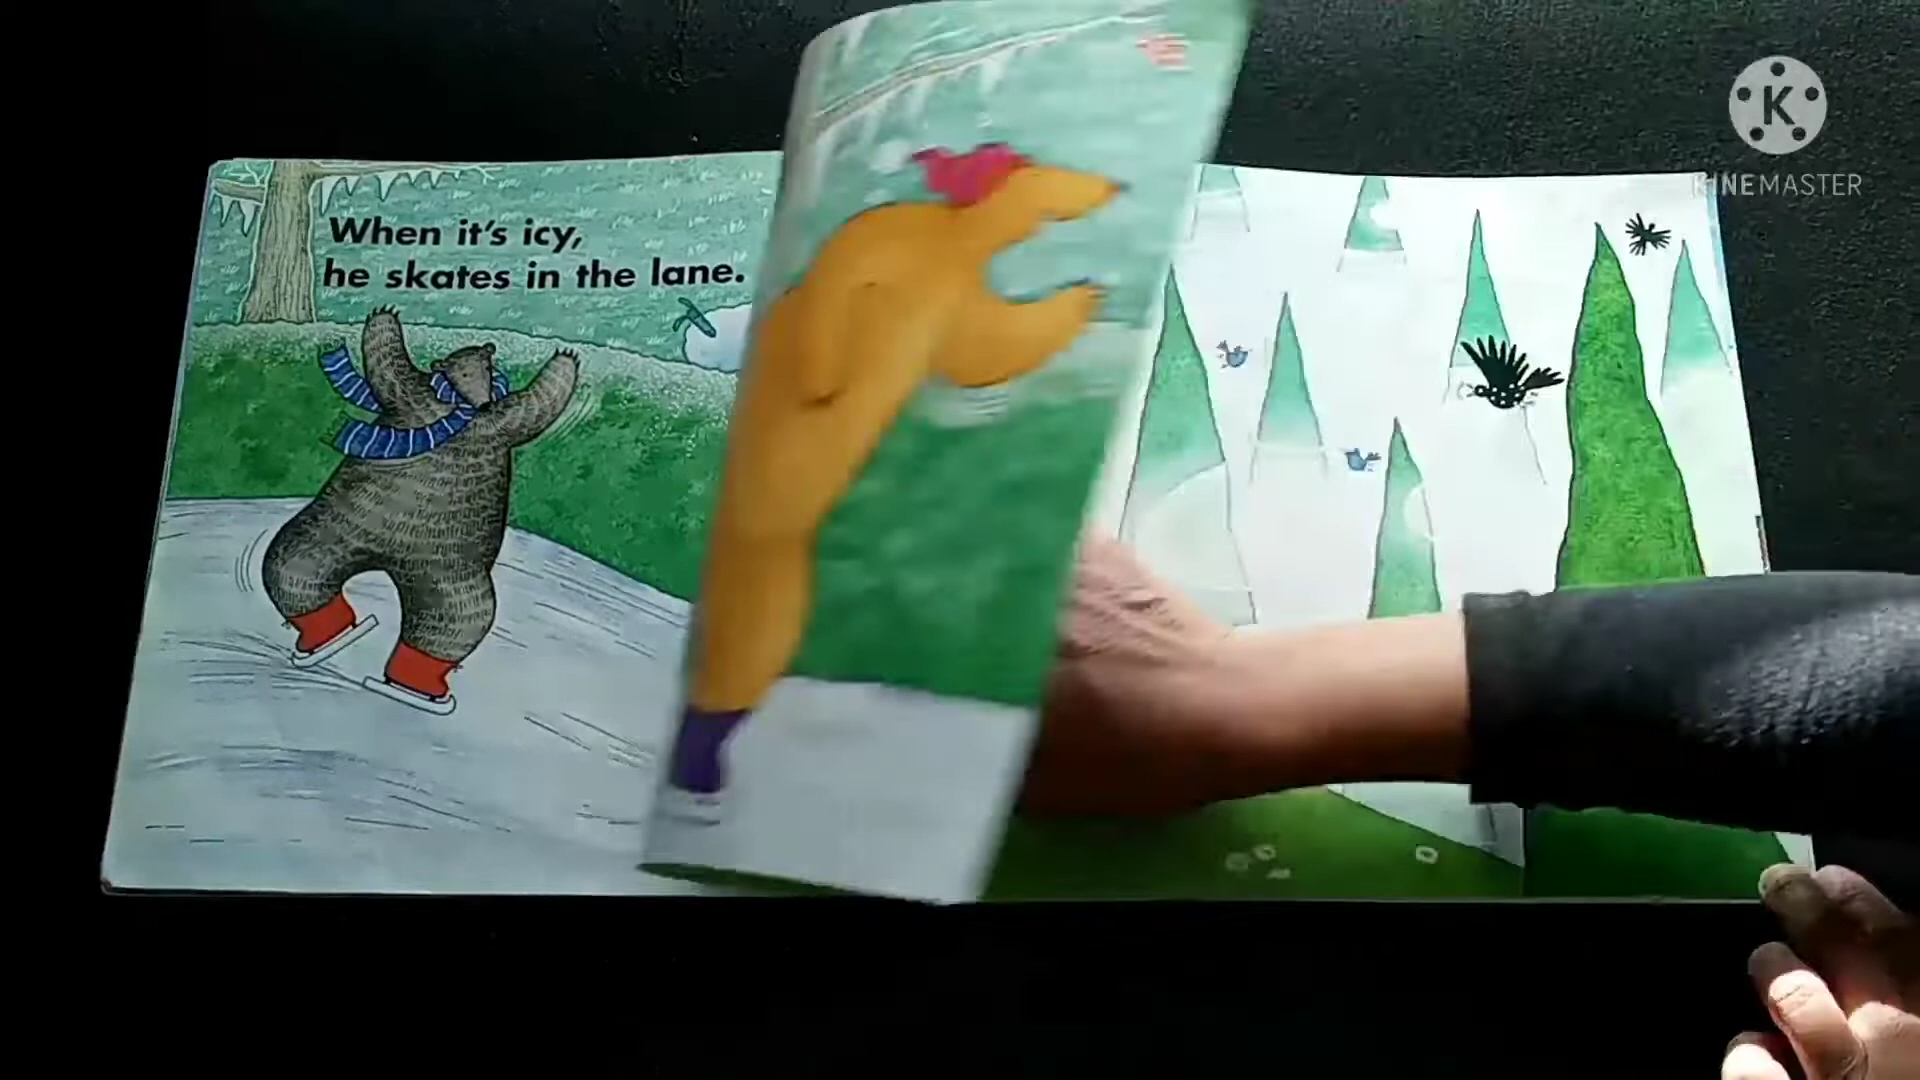 When it's icy,
he skates in the lane.
K
KINEMASTER